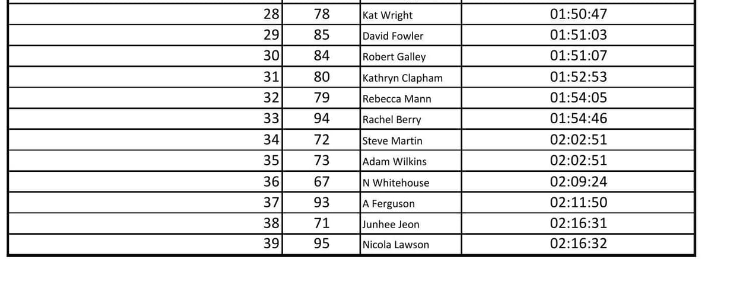 28 78 Kat Wright 01:50:47
29 85 David Fowler 01:51:03
30 84 Robert Galley 01:51:07
31 80 Kathryn Clapham 01:52:53
32 79 Rebecca Mann 01:54:05
33 94 Rachel Berry 01:54:46
34 72 Steve Martin 02:02:51
35 73 Adam Wilkins 02:02:51
36 67 N Whitehouse 02:09:24
37 93 A Ferguson 02:11:50
38 71 Junhee Jeon 02:16:31
39 95 Nicola Lawson 02:16:32